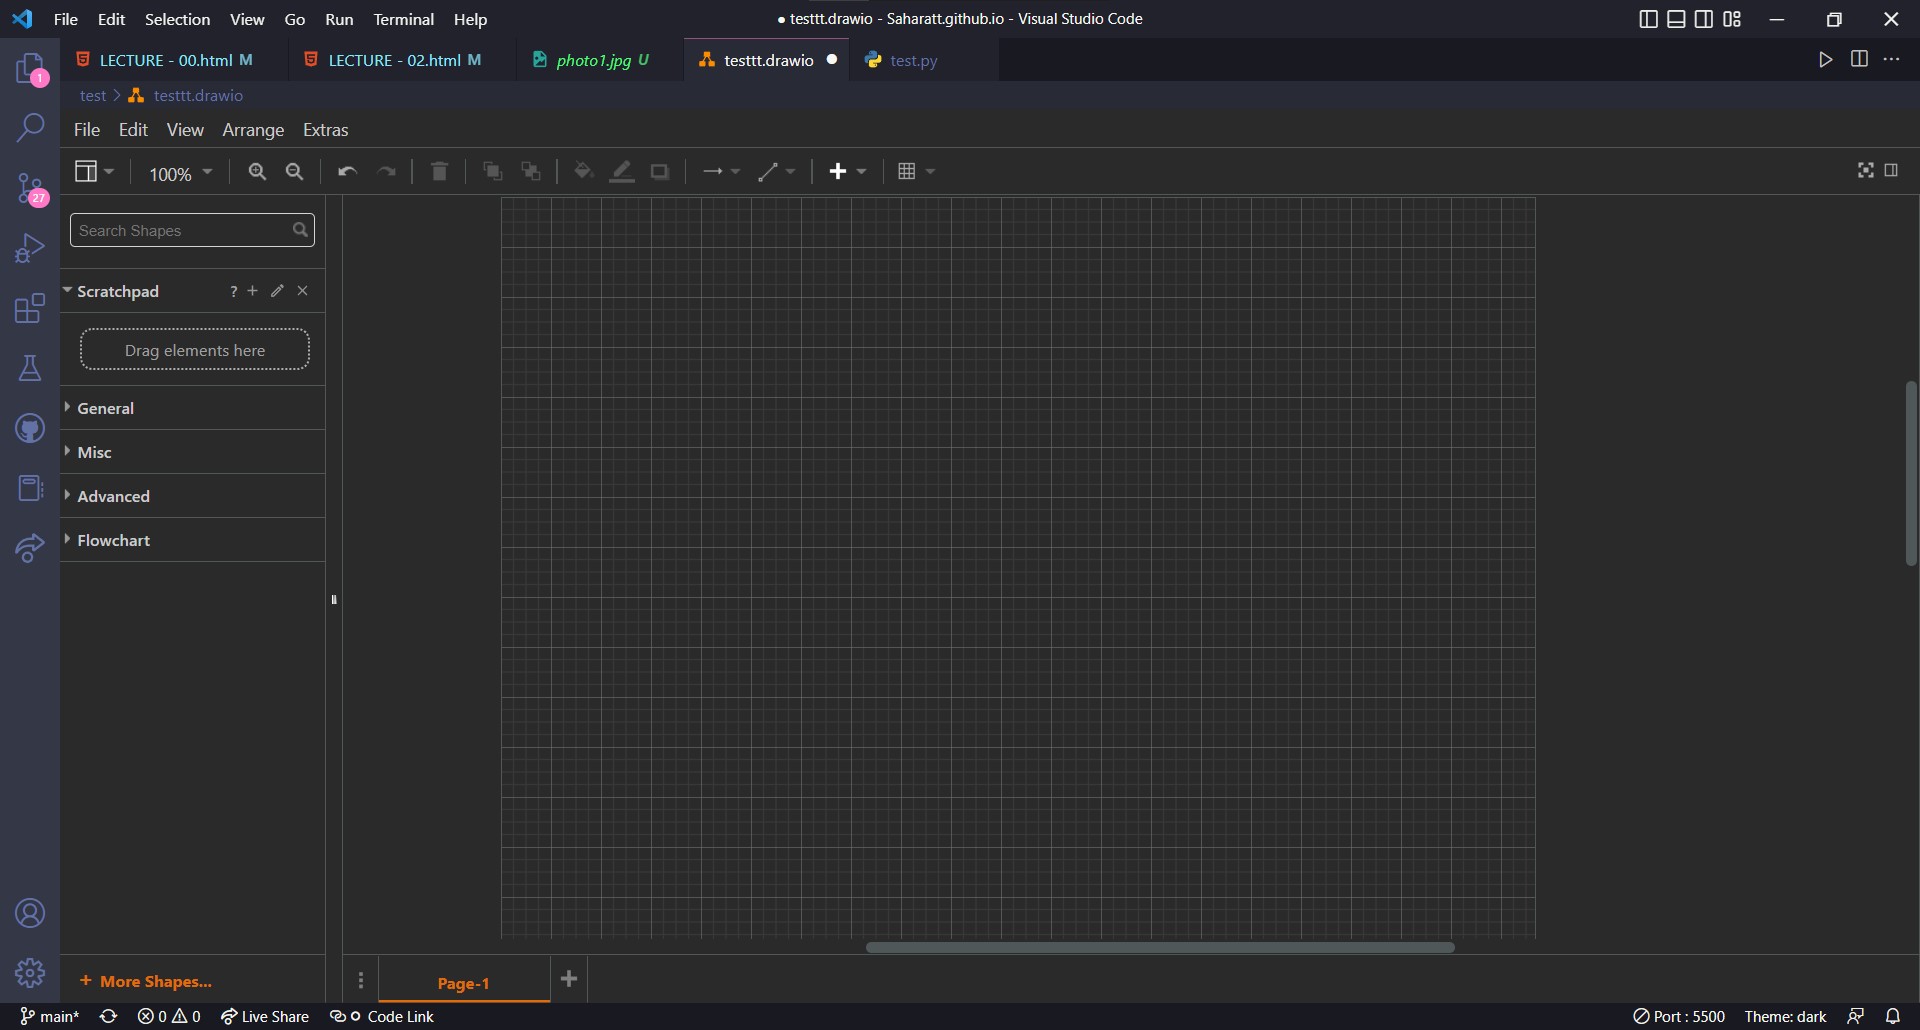 File Edit Selection View Go Run Terminal Help
● testtt.drawio - Saharatt.github.io - Visual Studio Code
LECTURE - 00.html M
LECTURE - 02.html M
photo1.jpg U
testtt.drawio
test.py
test > testtt.drawio
File Edit View Arrange Extras
100%
Search Shapes
Scratchpad ?
Drag elements here
General
Misc
Advanced
Flowchart
1
27
+ More Shapes...
Page-1
main* 0 0 Live Share Code Link
Port : 5500 Theme: dark